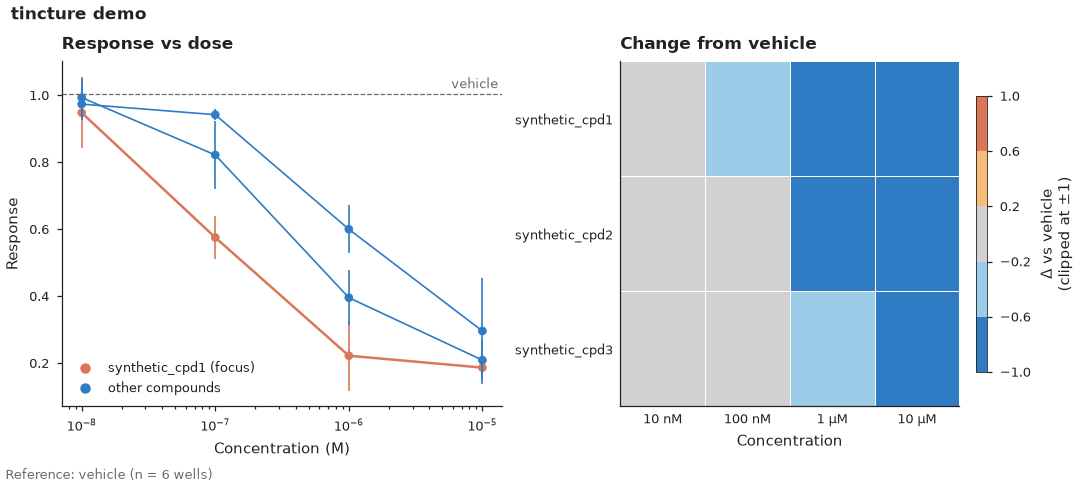 tincture demo
Response vs dose
vehicle
1.0
0.8
0.6
0.4
0.2
Response
synthetic_cpd1 (focus)
other compounds
10⁻⁸
10⁻⁷
10⁻⁶
10⁻⁵
Concentration (M)
Reference: vehicle (n = 6 wells)
Change from vehicle
synthetic_cpd1
synthetic_cpd2
synthetic_cpd3
10 nM
100 nM
1 µM
10 µM
Concentration
1.0
0.6
0.2
−0.2
−0.6
−1.0
Δ vs vehicle
(clipped at ±1)